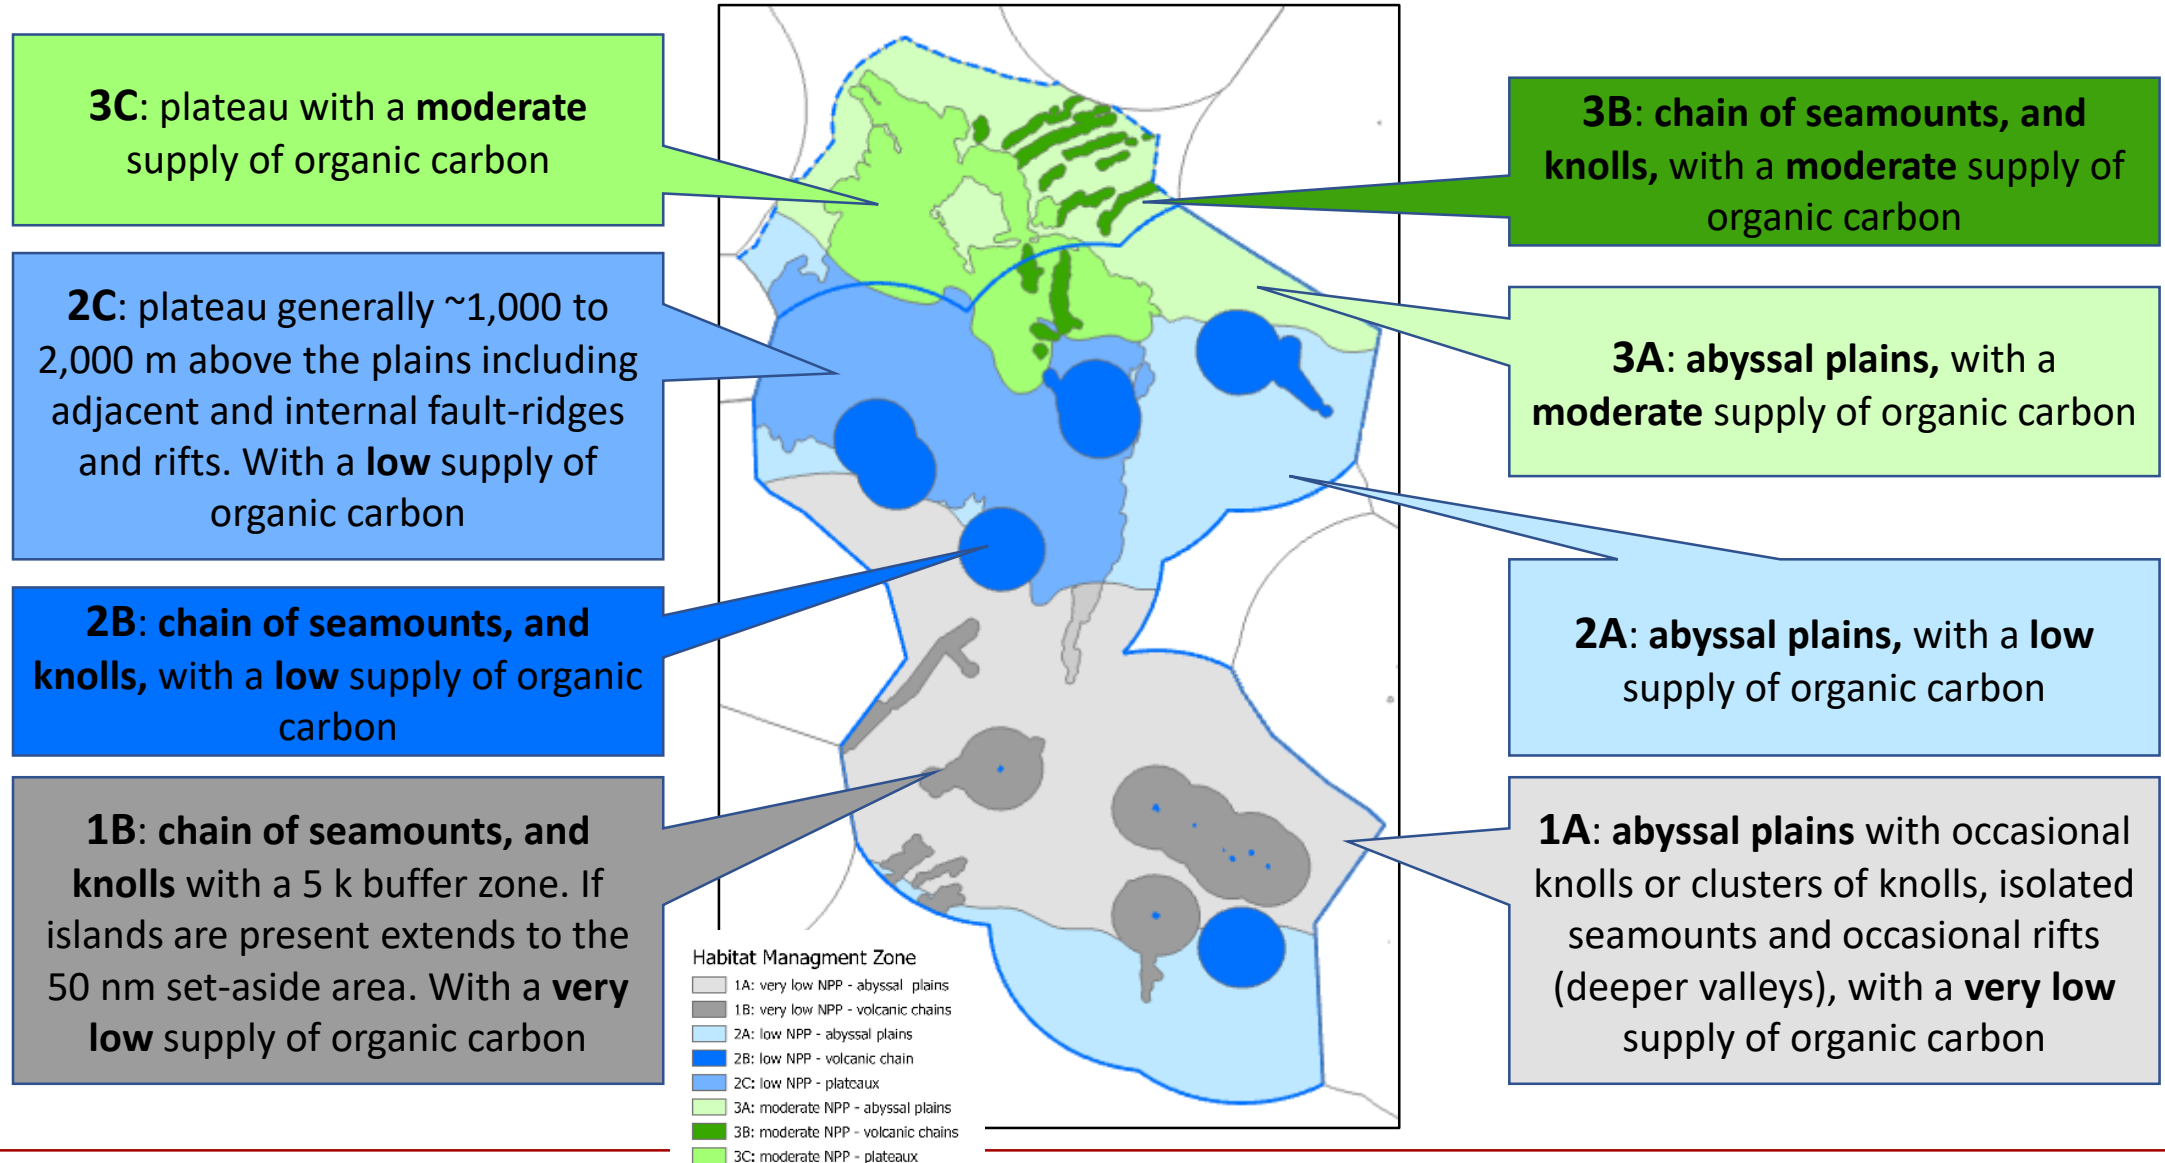 3C: plateau with a moderate
supply of organic carbon
2C: plateau generally ~1,000 to
2,000 m above the plains including
adjacent and internal fault-ridges
and rifts. With a low supply of
organic carbon
2B: chain of seamounts, and
knolls, with a low supply of organic
carbon
1B: chain of seamounts, and
knolls with a 5 k buffer zone. If
islands are present extends to the
50 nm set-aside area. With a very
low supply of organic carbon
3B: chain of seamounts, and
knolls, with a moderate supply of
organic carbon
3A: abyssal plains, with a
moderate supply of organic carbon
2A: abyssal plains, with a low
supply of organic carbon
1A: abyssal plains with occasional
knolls or clusters of knolls, isolated
seamounts and occasional rifts
(deeper valleys), with a very low
supply of organic carbon
Habitat Managment Zone
1A: very low NPP - abyssal plains
1B: very low NPP - volcanic chains
2A: low NPP - abyssal plains
2B: low NPP - volcanic chain
2C: low NPP - plateaux
3A: moderate NPP - abyssal plains
3B: moderate NPP - volcanic chains
3C: moderate NPP - plateaux